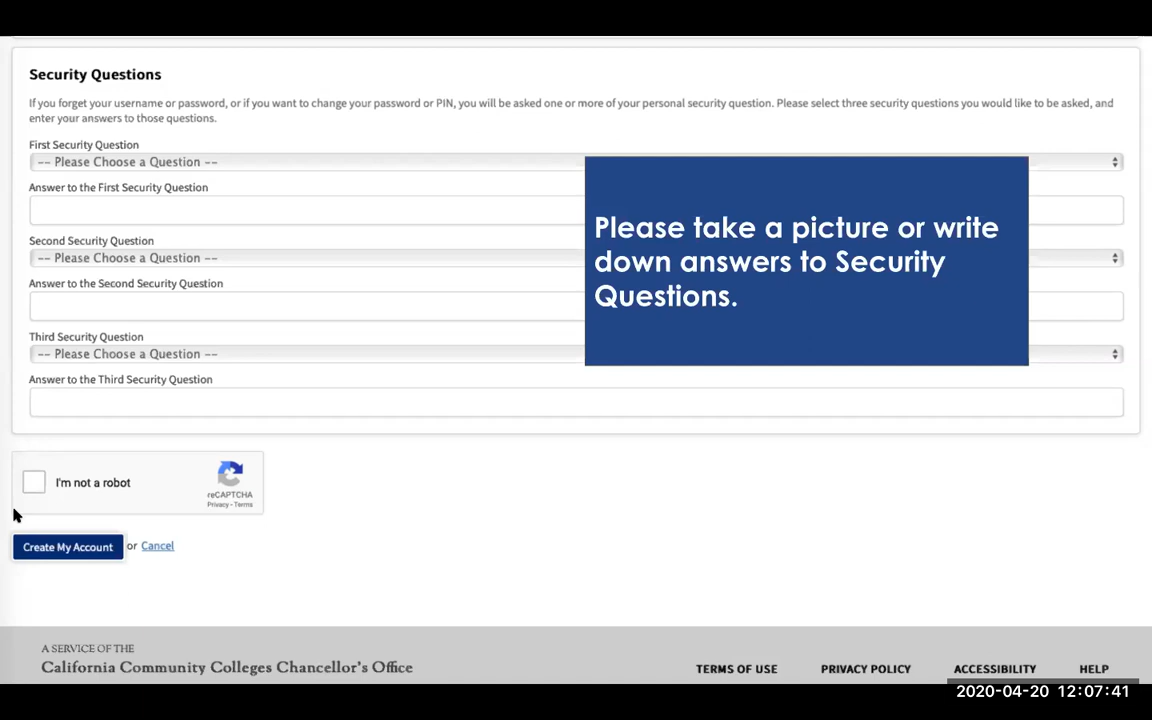 Security Questions
If you forget your username or password, or if you want to change your password or PIN, you will be asked one or more of your personal security question. Please select three security questions you would like to be asked, and
enter your answers to those questions.
First Security Question
-- Please Choose a Question --
Answer to the First Security Question
Second Security Question
-- Please Choose a Question --
Answer to the Second Security Question
Third Security Question
-- Please Choose a Question --
Answer to the Third Security Question
Please take a picture or write
down answers to Security
Questions.
I'm not a robot
reCAPTCHA
Privacy - Terms
Create My Account or Cancel
A SERVICE OF THE
California Community Colleges Chancellor's Office
TERMS OF USE PRIVACY POLICY ACCESSIBILITY HELP
2020-04-20 12:07:41